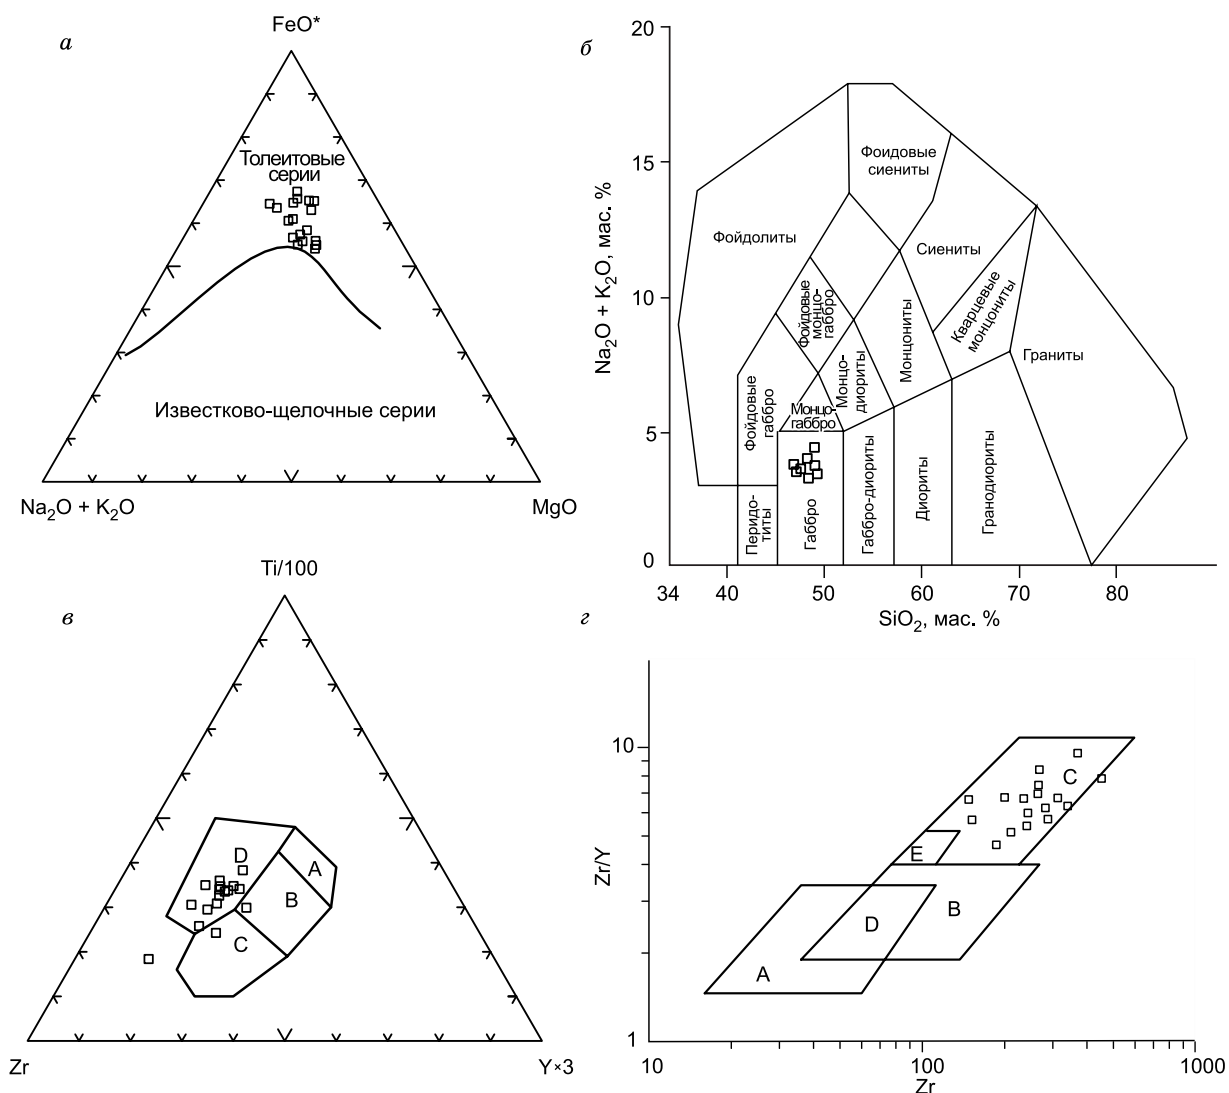 а
FeO*
Толеитовые
серии
Известково-щелочные серии
Na2O + K2O
MgO
б
Na2O + K2O, мас. %
20
15
10
5
0
34
40
50
60
70
80
SiO2, мас. %
Фоидовые
сиениты
Фойдолиты
Сиениты
Фойдовые
монцо-
габбро
Кварцевые
монцониты
Монцониты
Монцо-
диориты
Граниты
Фойдовые
габбро
Монцо-
габбро
Перидо-
титы
Габбро
Габбро-диориты
Диориты
Гранодиориты
в
Ti/100
D
A
B
C
Zr
Y×3
г
Zr/Y
10
1
C
E
D
B
A
10
100
1000
Zr